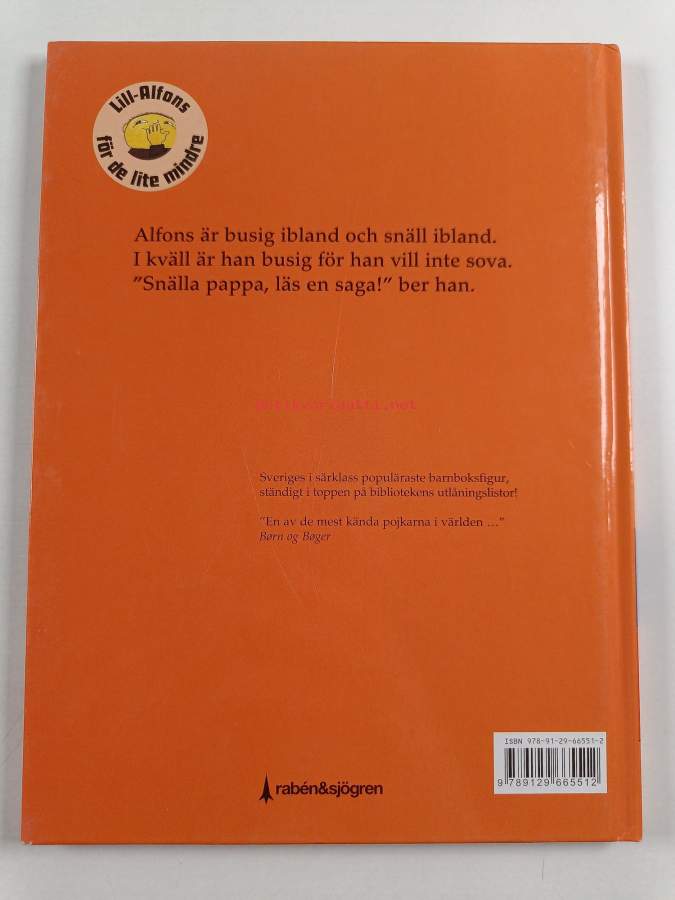 Lill-Alfons
för de lite mindre
Alfons är busig ibland och snäll ibland.
I kväll är han busig för han vill inte sova.
”Snälla pappa, läs en saga!” ber han.
antikvariaatti.net
Sveriges i särklass populäraste barnboksfigur,
ständigt i toppen på bibliotekens utlåningslistor!
”En av de mest kända pojkarna i världen …”
Børn og Bøger
ISBN 978-91-29-66551-2
9 789129 665512
rabén&sjögren